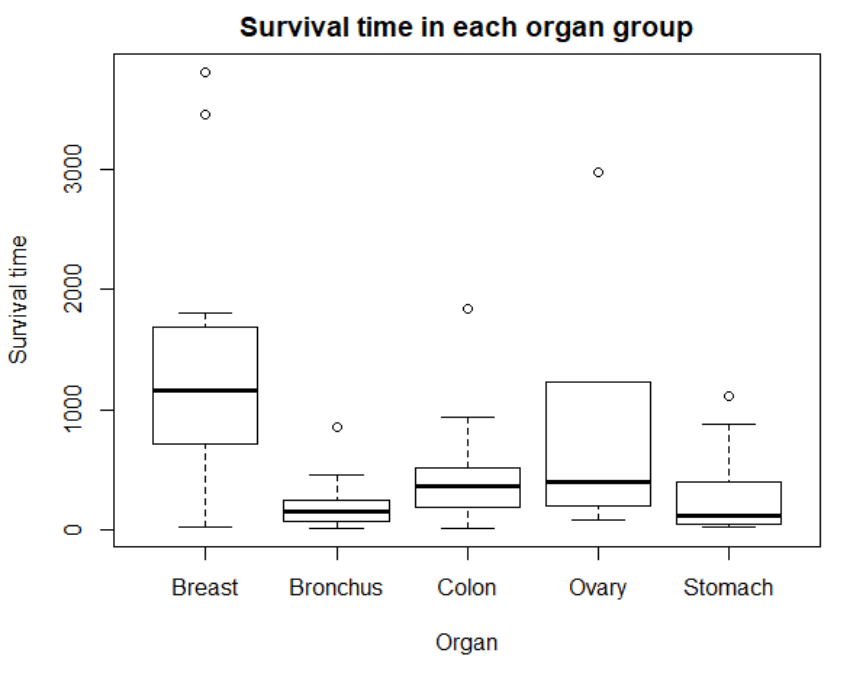 Survival time in each organ group
Survival time
3000
2000
1000
0
Breast Bronchus Colon Ovary Stomach
Organ